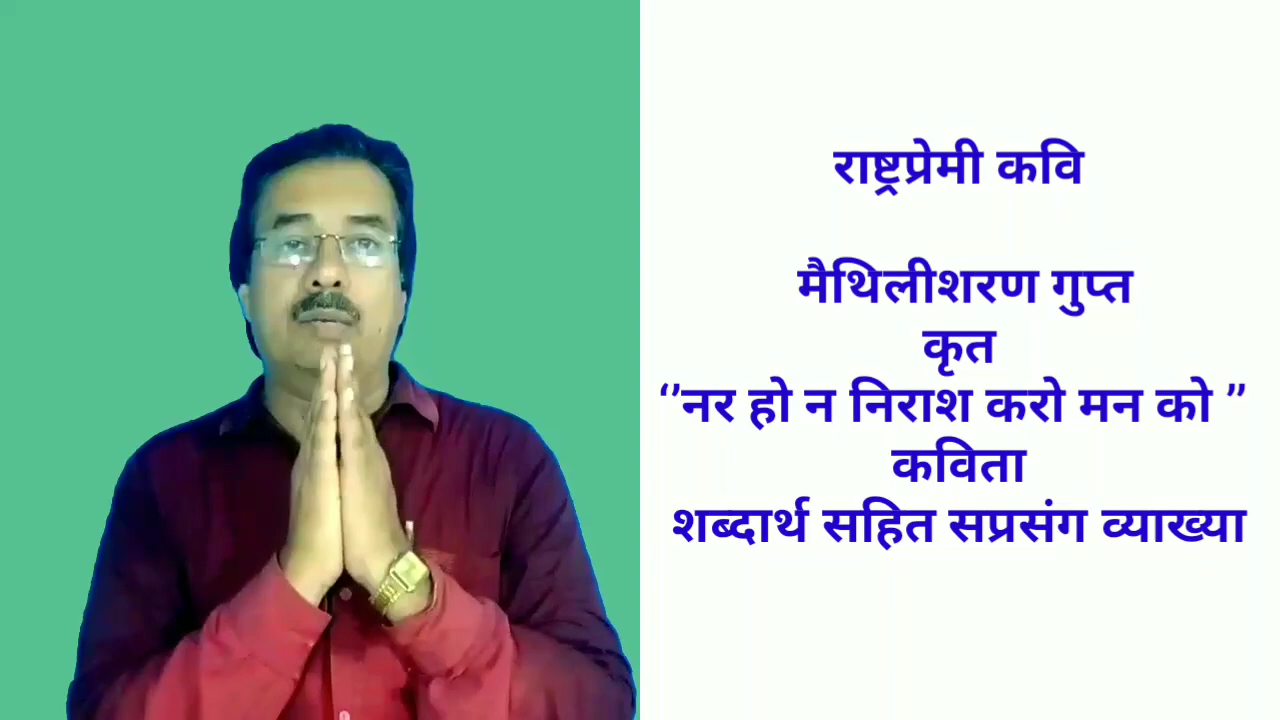 राष्ट्रप्रेमी कवि
मैथिलीशरण गुप्त
कृत
‘’नर हो न निराश करो मन को ’’
कविता
शब्दार्थ सहित सप्रसंग व्याख्या